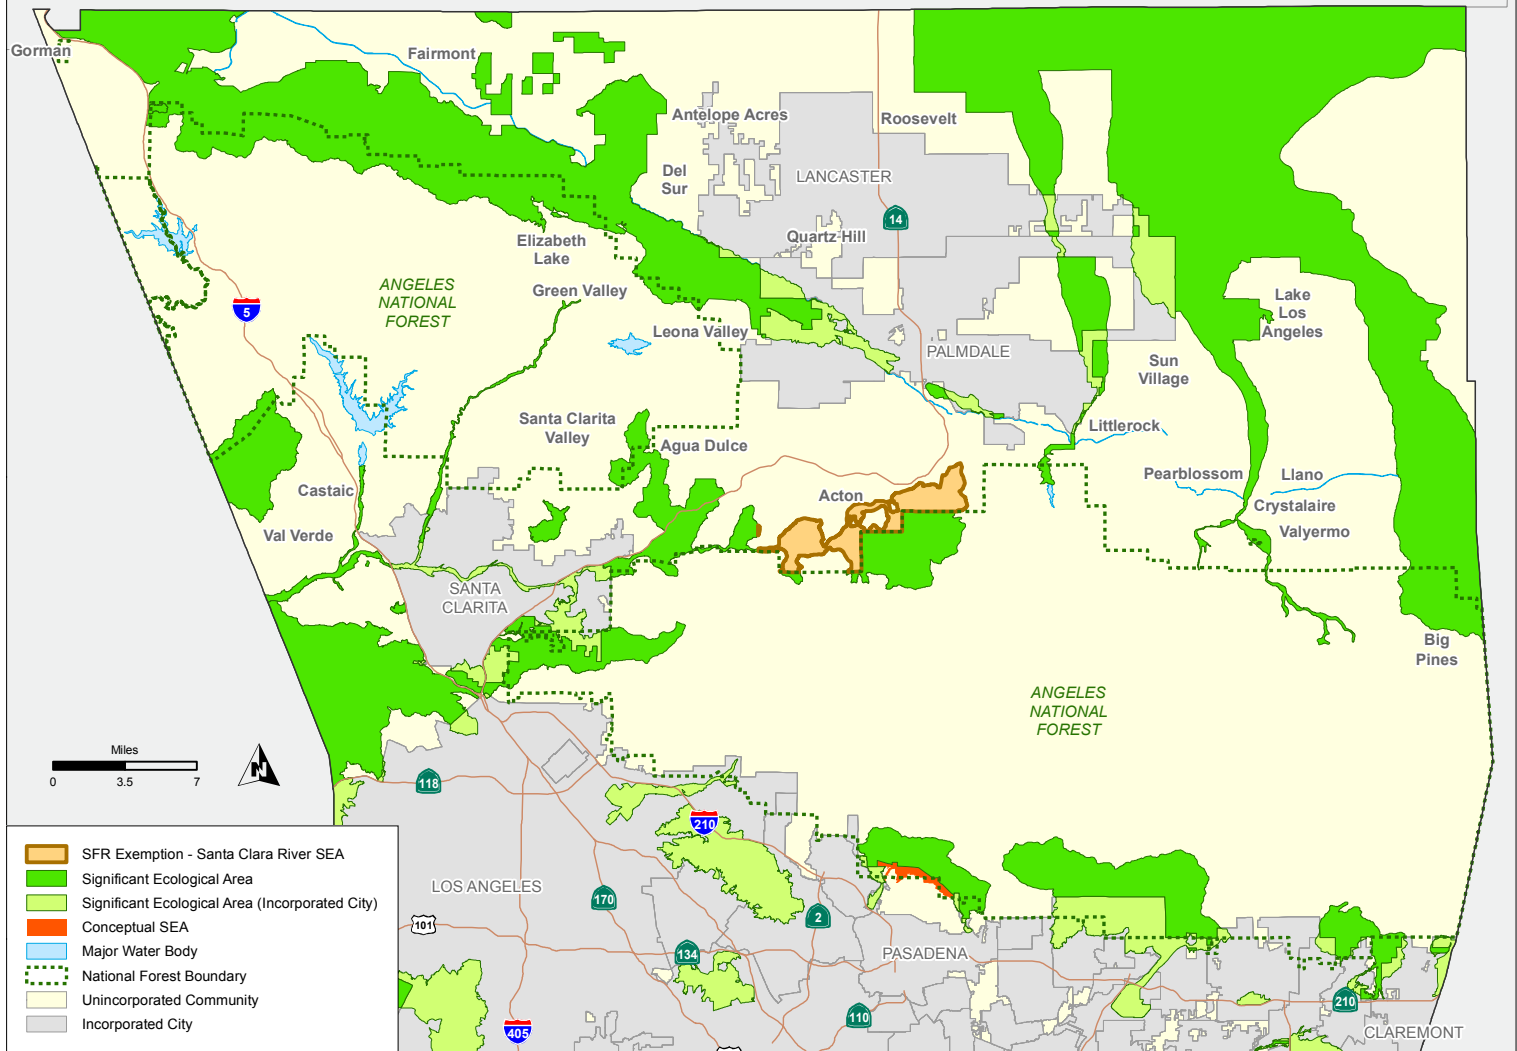 Gorman
Fairmont
Antelope Acres
Roosevelt
Del
Sur
LANCASTER
14
Quartz Hill
Elizabeth
Lake
Green Valley
ANGELES
NATIONAL
FOREST
5
Leona Valley
Lake
Los
Angeles
PALMDALE
Sun
Village
Santa Clarita
Valley
Agua Dulce
Littlerock
Castaic
Acton
Pearblossom
Llano
Crystalaire
Valyermo
Val Verde
SANTA
CLARITA
Big
Pines
ANGELES
NATIONAL
FOREST
Miles
0 3.5 7
N
118
210
LOS ANGELES
170
101
2
134
PASADENA
110
210
405
CLAREMONT
SFR Exemption - Santa Clara River SEA
Significant Ecological Area
Significant Ecological Area (Incorporated City)
Conceptual SEA
Major Water Body
National Forest Boundary
Unincorporated Community
Incorporated City